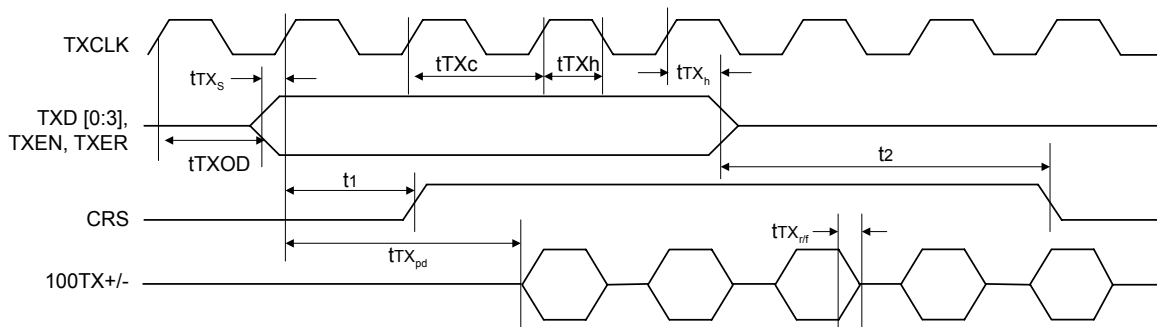 TXCLK
tTXc
tTXh
tTXh
tTXS
TXD [0:3],
TXEN, TXER
tTXOD
t1
t2
CRS
tTXpd
tTXr/f
100TX+/-